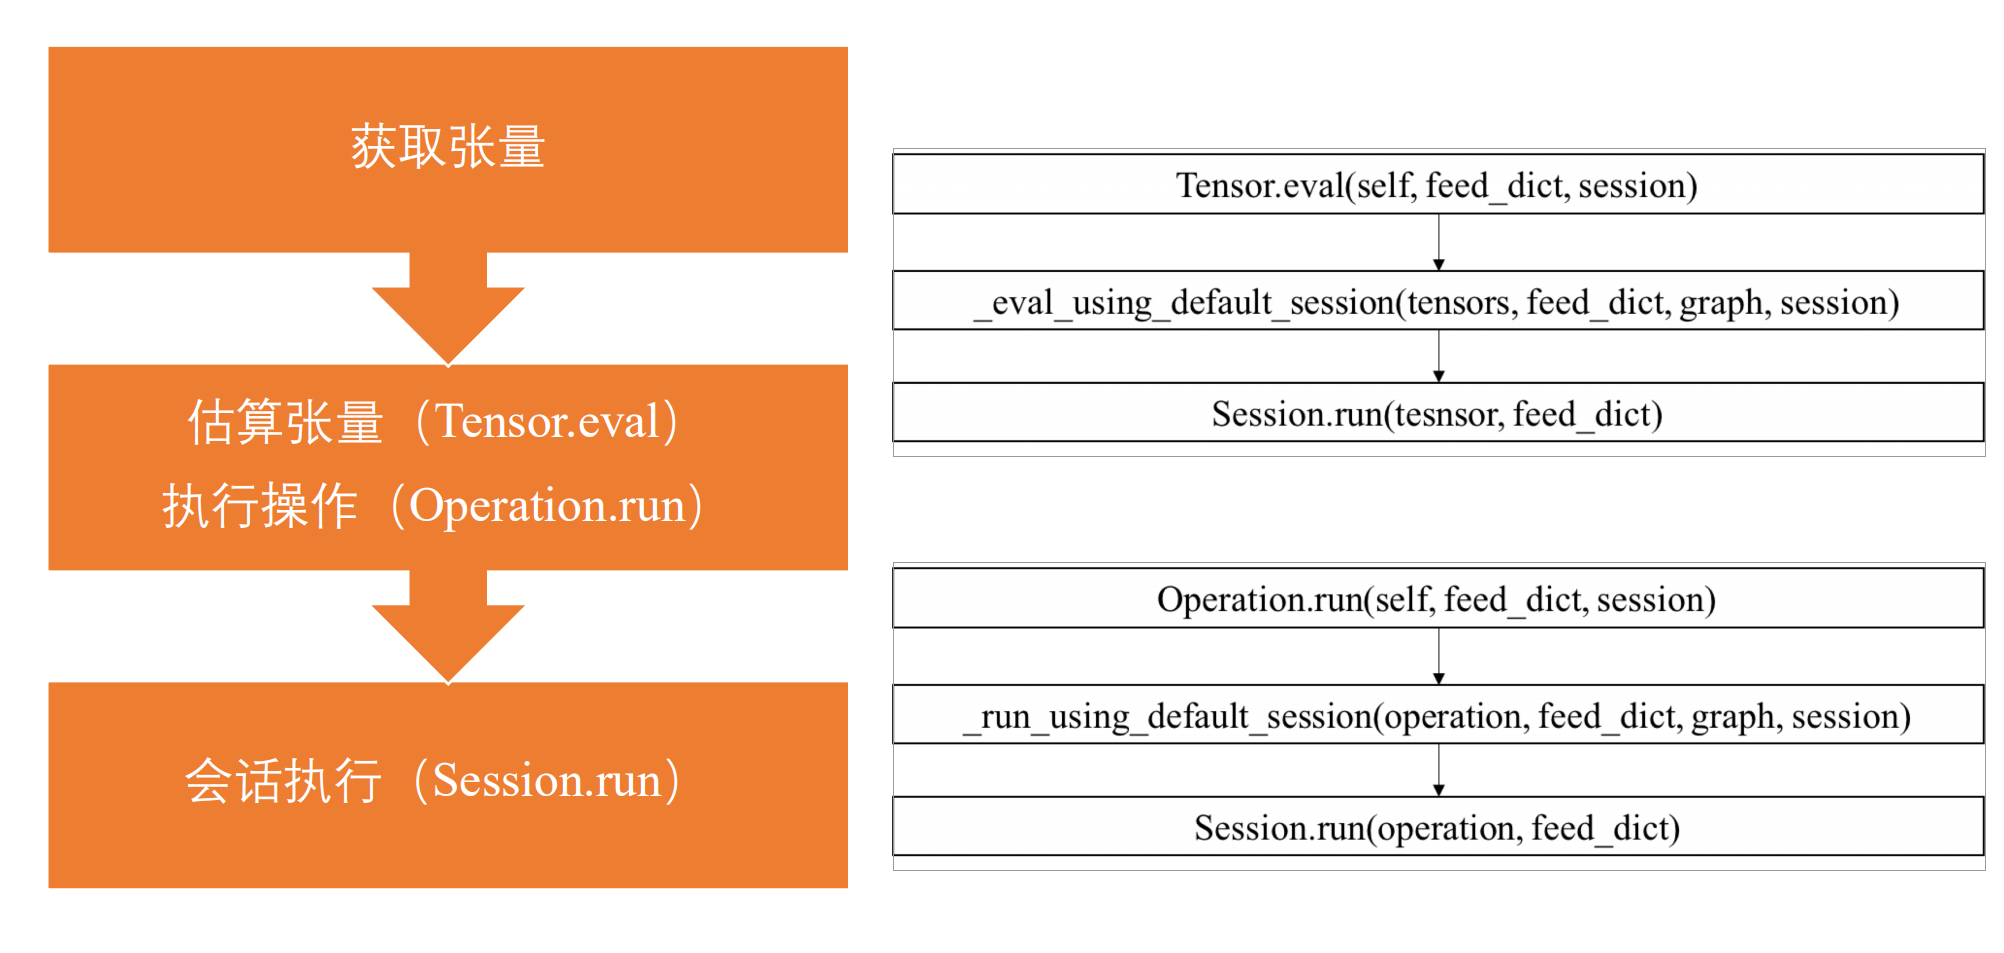 获取张量
估算张量（Tensor.eval）
执行操作（Operation.run）
会话执行（Session.run）
Tensor.eval(self, feed_dict, session)
_eval_using_default_session(tensors, feed_dict, graph, session)
Session.run(tesnsor, feed_dict)
Operation.run(self, feed_dict, session)
_run_using_default_session(operation, feed_dict, graph, session)
Session.run(operation, feed_dict)